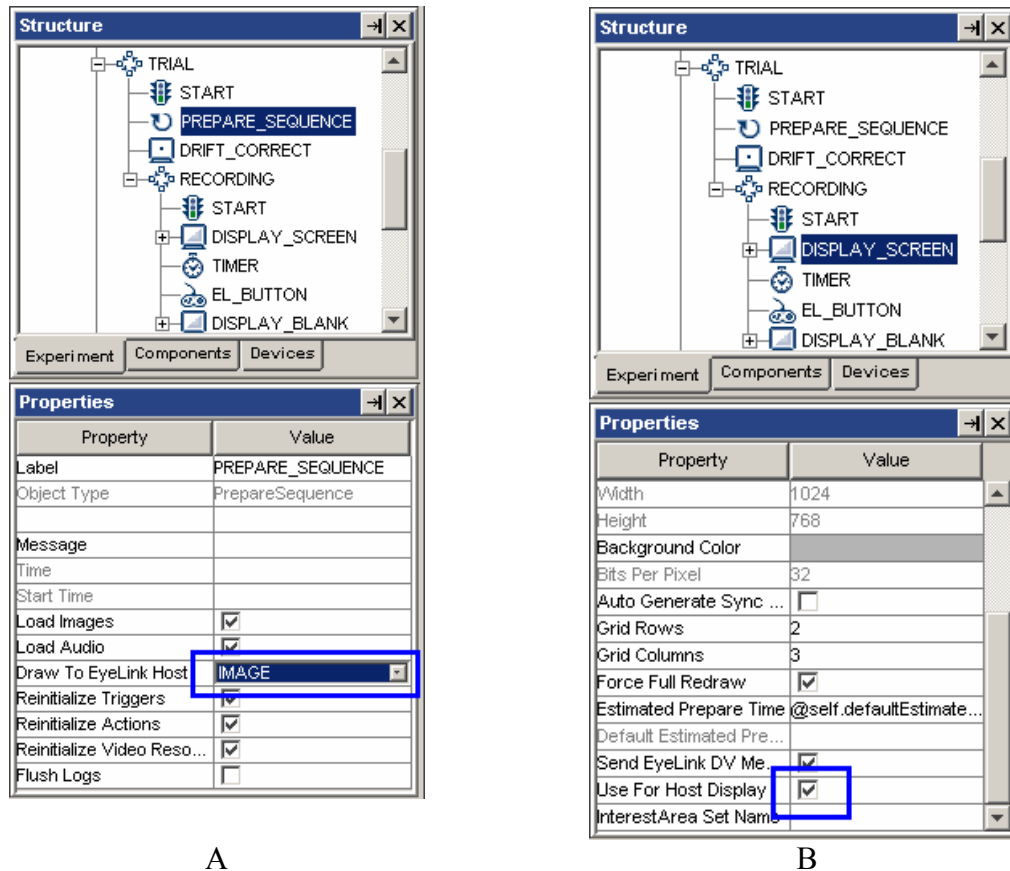 Structure
TRIAL
START
PREPARE_SEQUENCE
DRIFT_CORRECT
RECORDING
START
DISPLAY_SCREEN
TIMER
EL_BUTTON
DISPLAY_BLANK
Experiment Components Devices
Properties
Property Value
Label PREPARE_SEQUENCE
Object Type PrepareSequence
Message
Time
Start Time
Load Images
Load Audio
Draw To EyeLink Host IMAGE
Reinitialize Triggers
Reinitialize Actions
Reinitialize Video Reso...
Flush Logs
A
Structure
TRIAL
START
PREPARE_SEQUENCE
DRIFT_CORRECT
RECORDING
START
DISPLAY_SCREEN
TIMER
EL_BUTTON
DISPLAY_BLANK
Experiment Components Devices
Properties
Property Value
Width 1024
Height 768
Background Color
Bits Per Pixel 32
Auto Generate Sync ...
Grid Rows 2
Grid Columns 3
Force Full Redraw
Estimated Prepare Time @self.defaultEstimate...
Default Estimated Pre...
Send EyeLink DV Me...
Use For Host Display
InterestArea Set Name
B